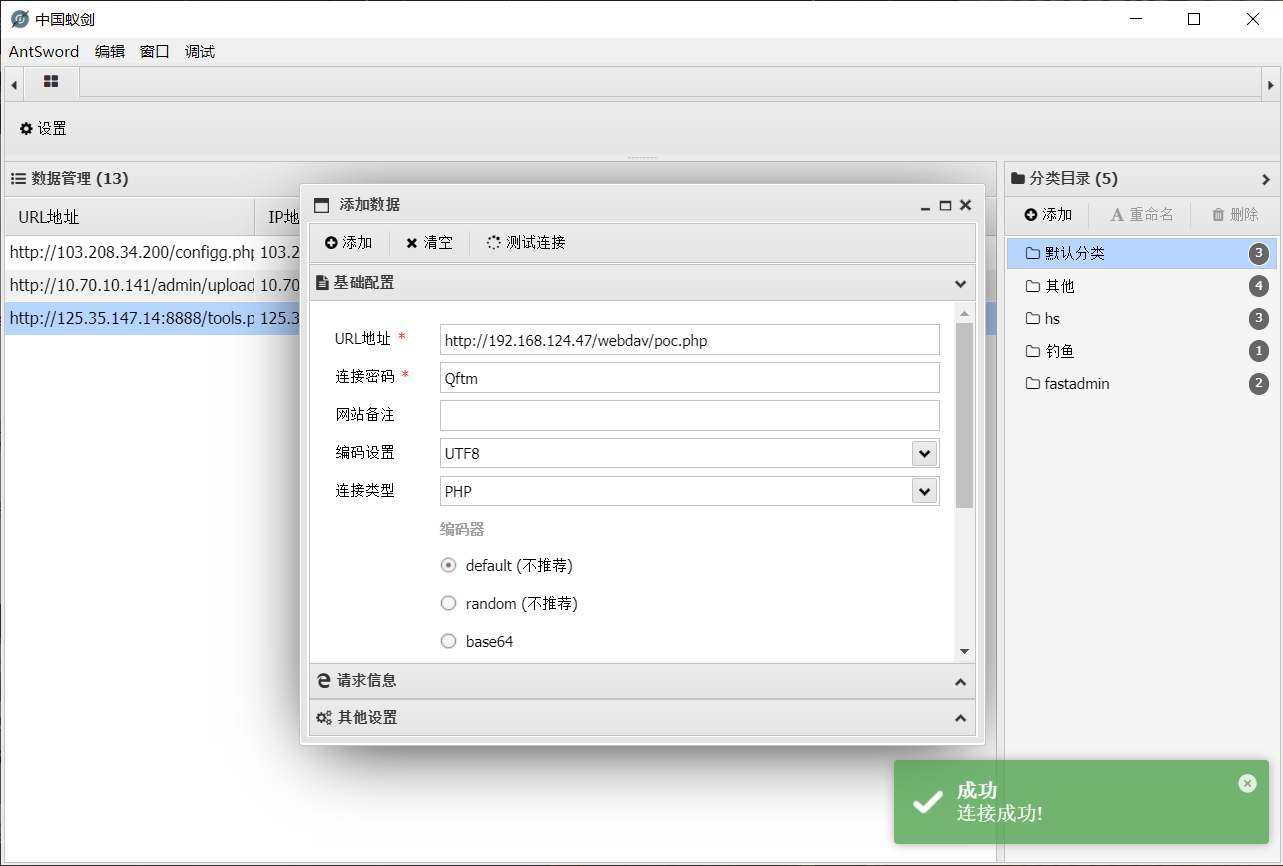 中国蚁剑
AntSword 编辑 窗口 调试
设置
数据管理 (13)
URL地址 IP地
http://103.208.34.200/configg.php 103.2
http://10.70.10.141/admin/upload 10.70
http://125.35.147.14:8888/tools.p 125.3
添加数据
添加 清空 测试连接
基础配置
URL地址 *
http://192.168.124.47/webdav/poc.php
连接密码 *
Qftm
网站备注
编码设置
UTF8
连接类型
PHP
编码器
default (不推荐)
random (不推荐)
base64
请求信息
其他设置
分类目录 (5)
添加 重命名 删除
默认分类 3
其他 4
hs 3
钓鱼 1
fastadmin 2
成功
连接成功!